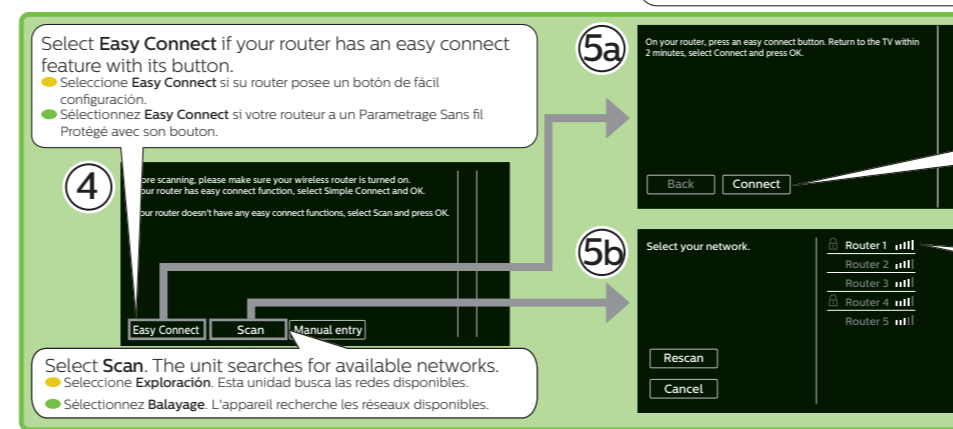 Select Easy Connect if your router has an easy connect
feature with its button.
Seleccione Easy Connect si su router posee un botón de fácil
configuración.
Sélectionnez Easy Connect si votre routeur a un Parametrage Sans fil
Protégé avec son bouton.
4
ore scanning, please make sure your wireless router is turned on.
our router has easy connect function, select Simple Connect and OK.
our router doesn't have any easy connect functions, select Scan and press OK.
Easy Connect
Scan
Manual entry
Select Scan. The unit searches for available networks.
Seleccione Exploración. Esta unidad busca las redes disponibles.
Sélectionnez Balayage. L'appareil recherche les réseaux disponibles.
5a
On your router, press an easy connect button. Return to the TV within
2 minutes, select Connect and press OK.
Back
Connect
5b
Select your network.
Router 1
Router 2
Router 3
Router 4
Router 5
Rescan
Cancel